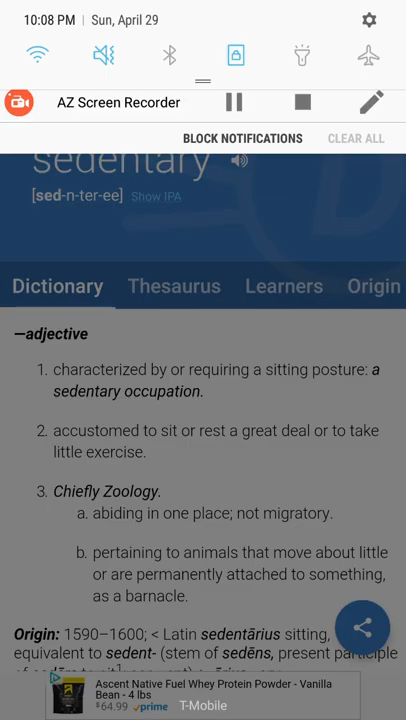 10:08 PM | Sun, April 29
AZ Screen Recorder
BLOCK NOTIFICATIONS CLEAR ALL
sedentary
[sed-n-ter-ee] Show IPA
Dictionary Thesaurus Learners Origin
—adjective
1. characterized by or requiring a sitting posture: a
sedentary occupation.
2. accustomed to sit or rest a great deal or to take
little exercise.
3. Chiefly Zoology.
a. abiding in one place; not migratory.
b. pertaining to animals that move about little
or are permanently attached to something,
as a barnacle.
Origin: 1590–1600; < Latin sedentārius sitting,
equivalent to sedent- (stem of sedēns, present participle
Ascent Native Fuel Whey Protein Powder - Vanilla
Bean - 4 lbs
$64.99 prime
T-Mobile